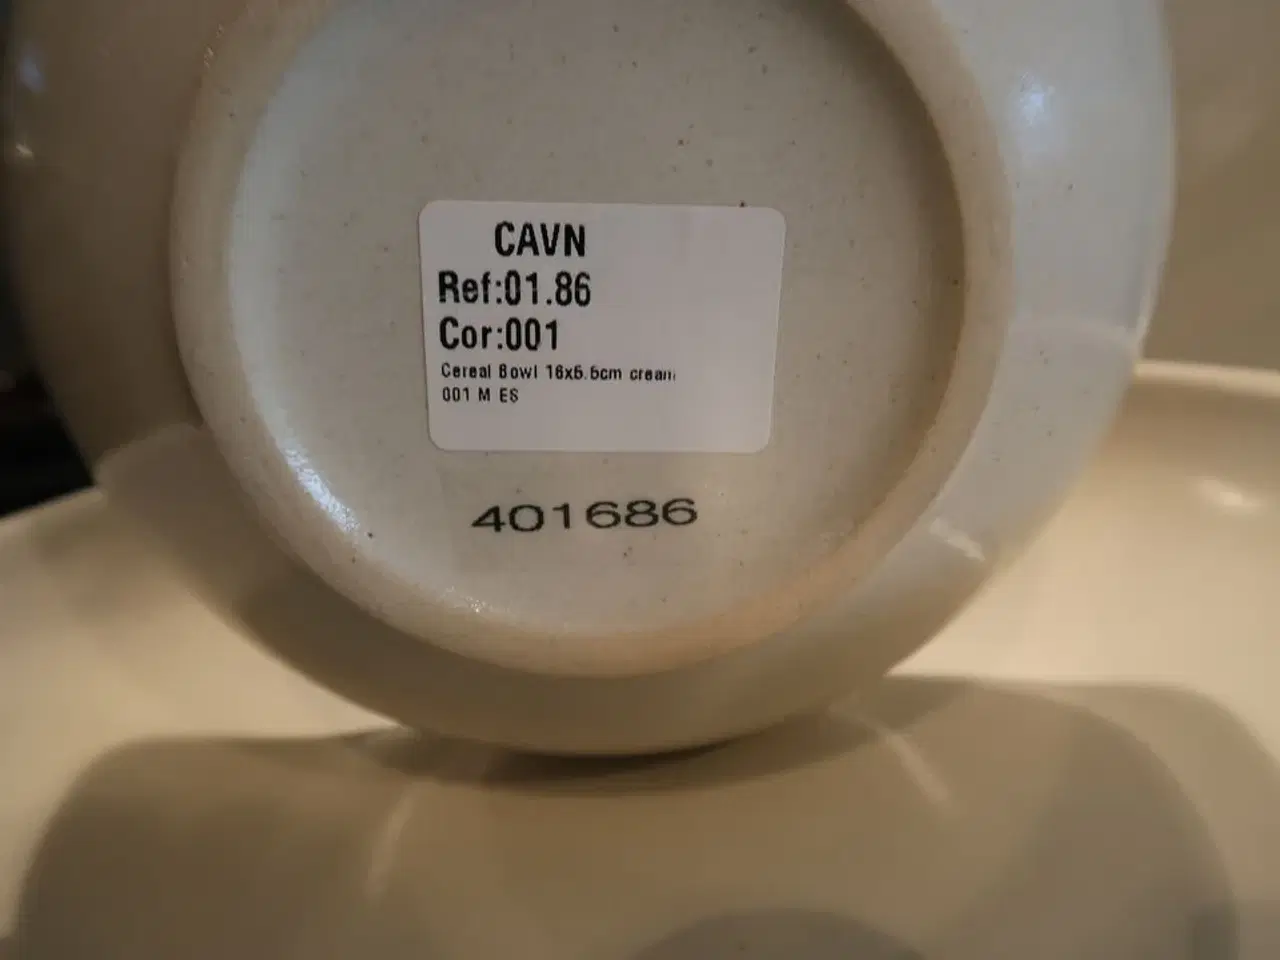 CAVN
Ref:01.86
Cor:001
Cereal Bowl 16x5.5cm cream
001 M ES
401686